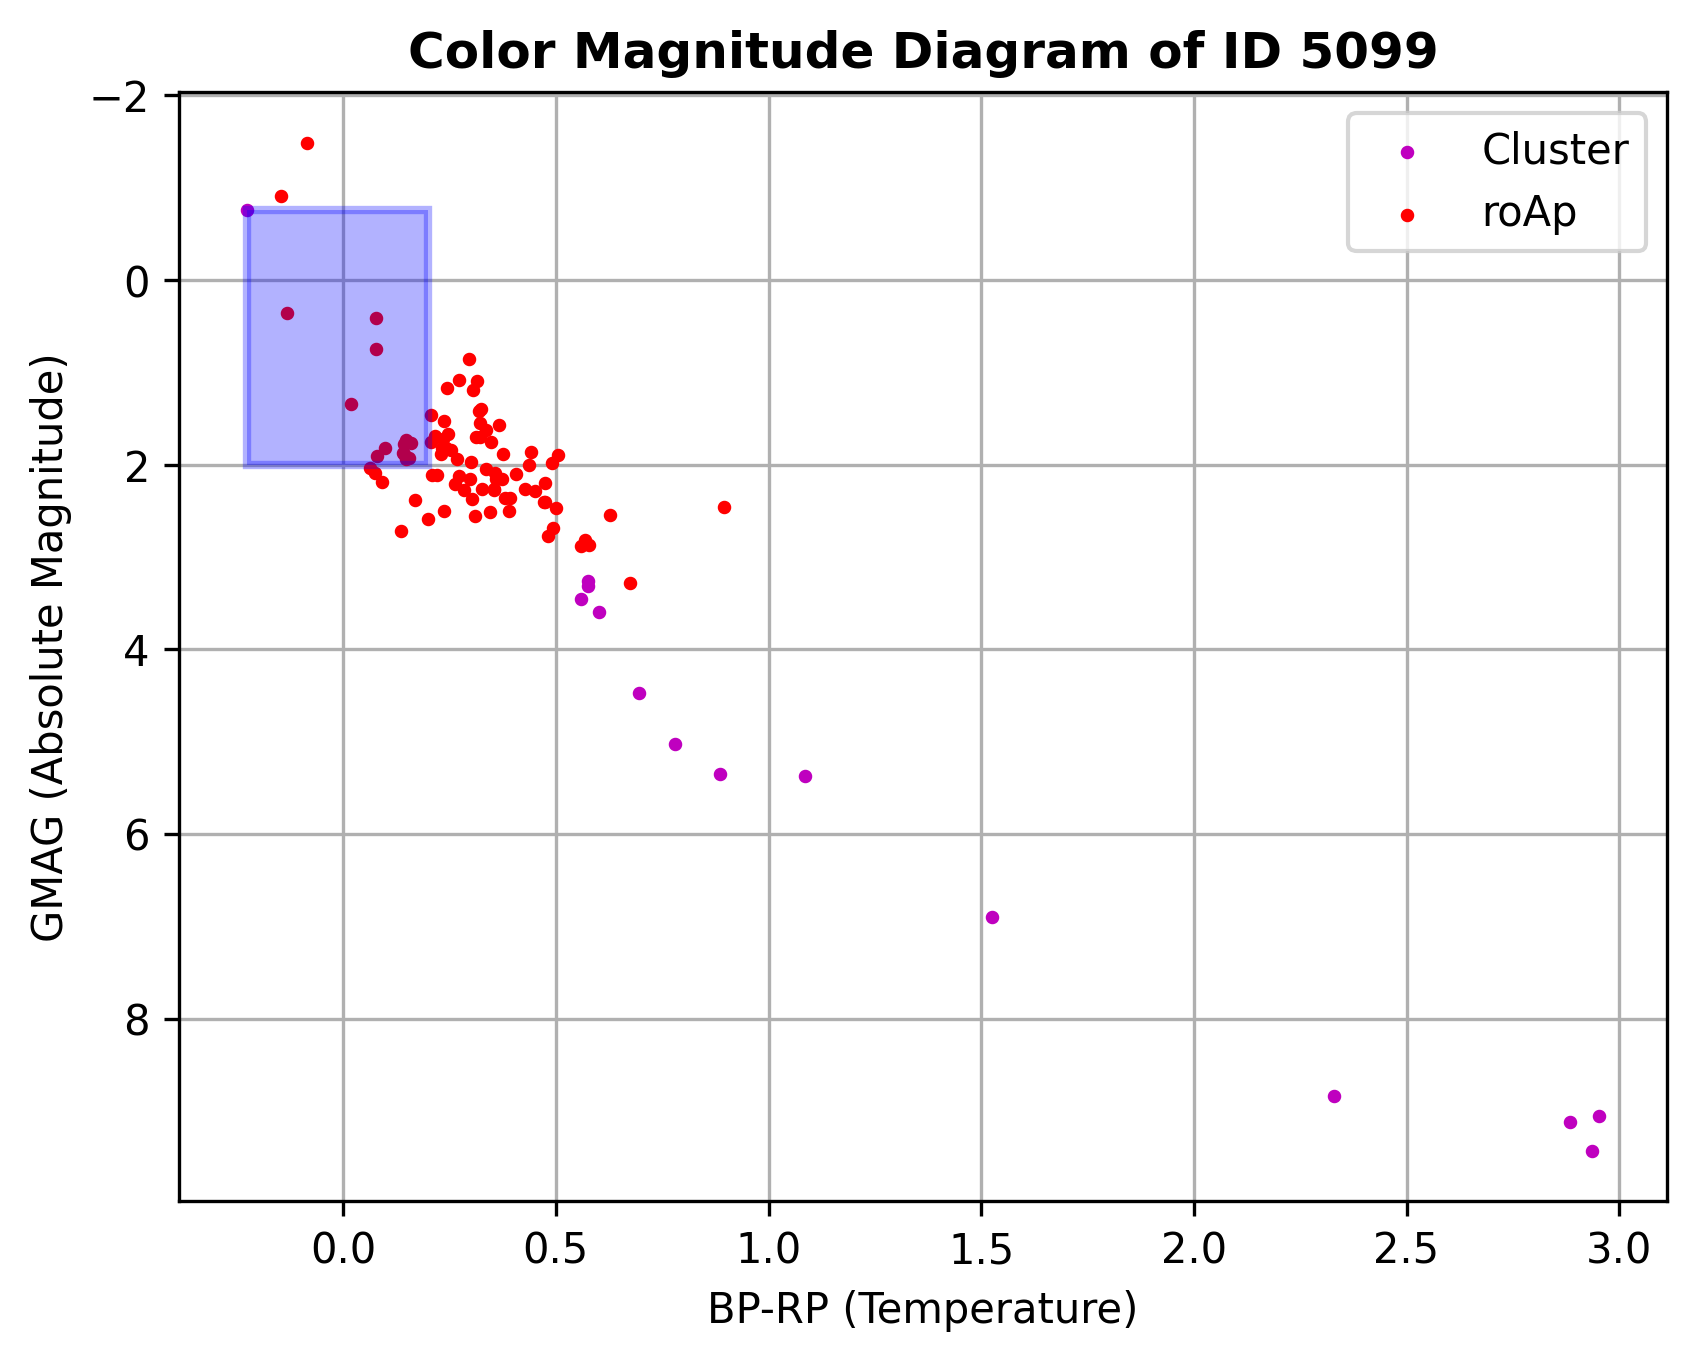 Color Magnitude Diagram of ID 5099
−2
0
2
4
6
8
GMAG (Absolute Magnitude)
Cluster
roAp
0.0 0.5 1.0 1.5 2.0 2.5 3.0
BP-RP (Temperature)